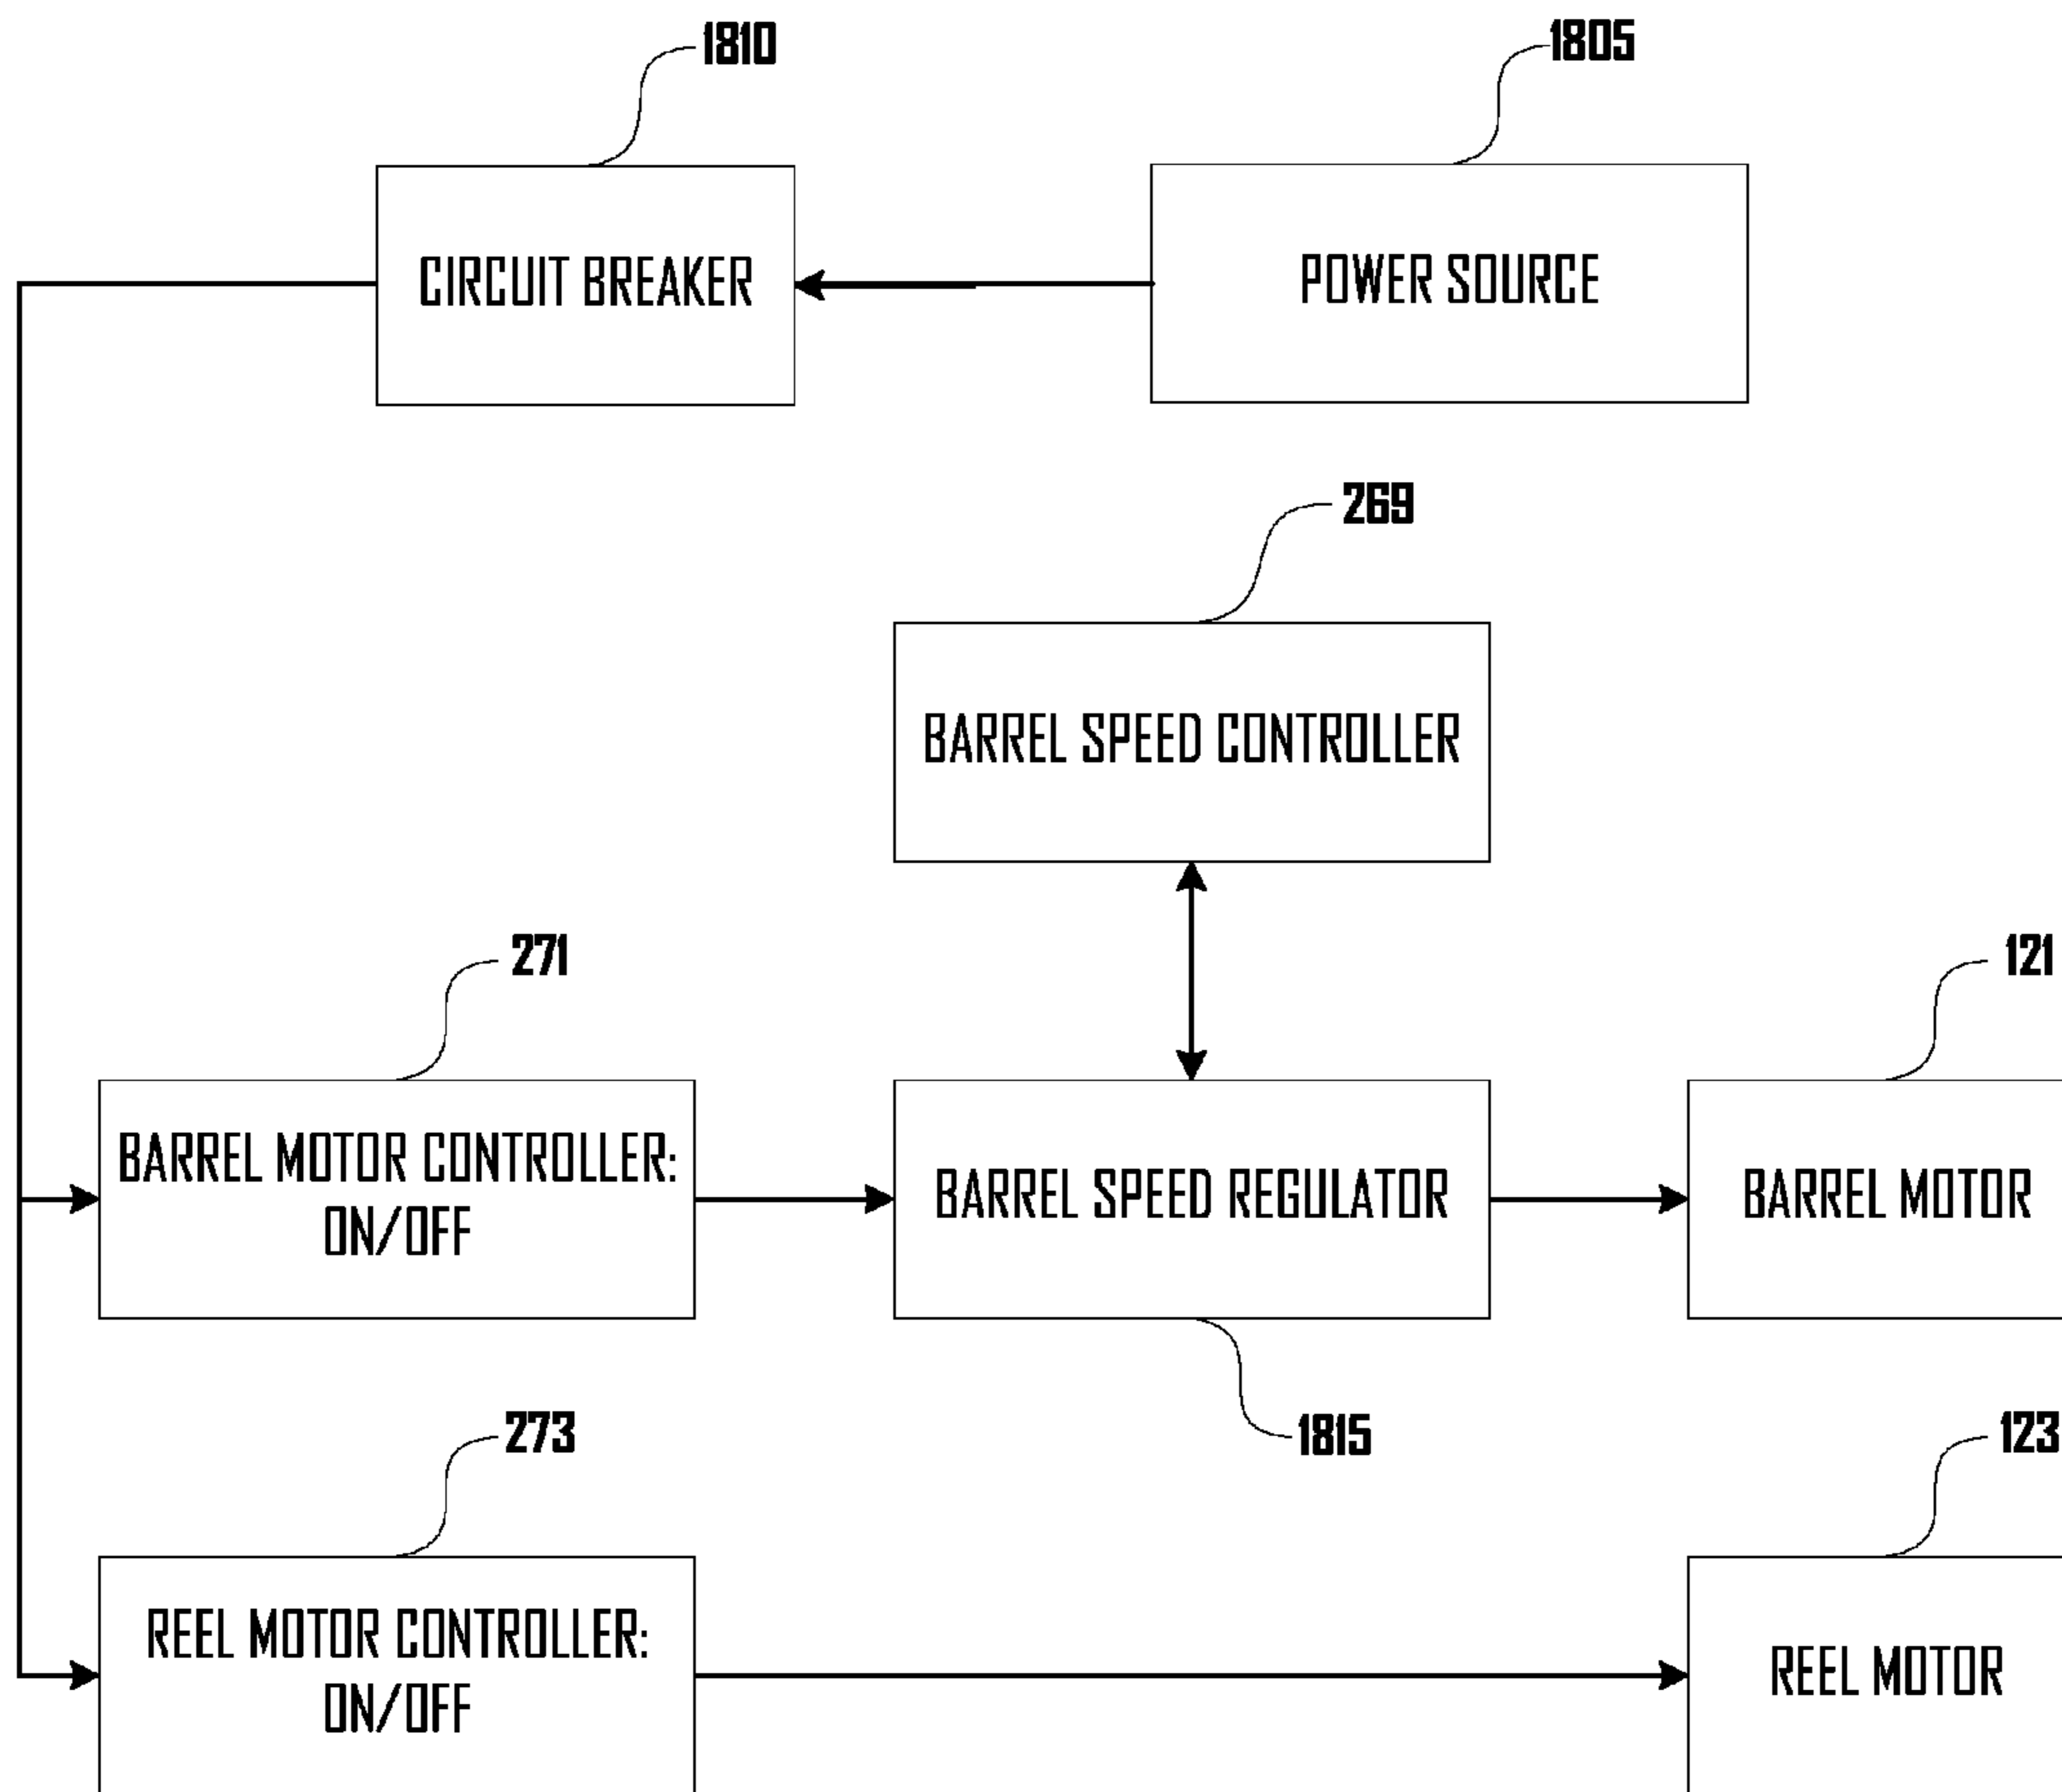 1810
1805
CIRCUIT BREAKER
POWER SOURCE
269
BARREL SPEED CONTROLLER
271
121
BARREL MOTOR CONTROLLER:
ON/OFF
BARREL SPEED REGULATOR
BARREL MOTOR
273
1815
123
REEL MOTOR CONTROLLER:
ON/OFF
REEL MOTOR